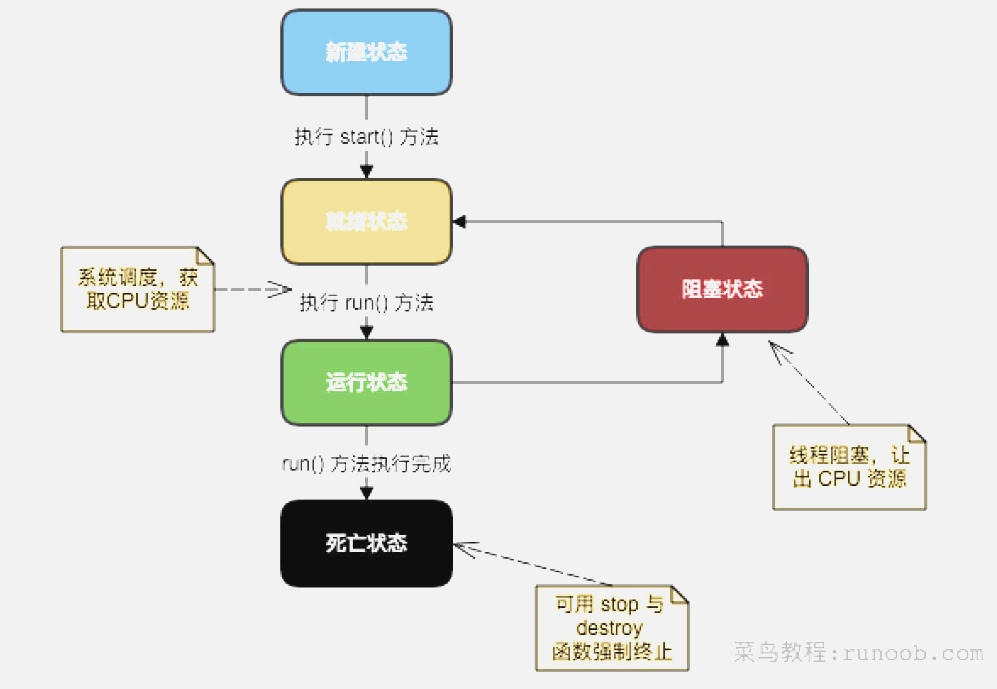 新建状态
执行 start() 方法
就绪状态
系统调度，获
取CPU资源
执行 run() 方法
阻塞状态
运行状态
线程阻塞，让
出 CPU 资源
run() 方法执行完成
死亡状态
可用 stop 与
destroy
函数强制终止
菜鸟教程:runoob.com